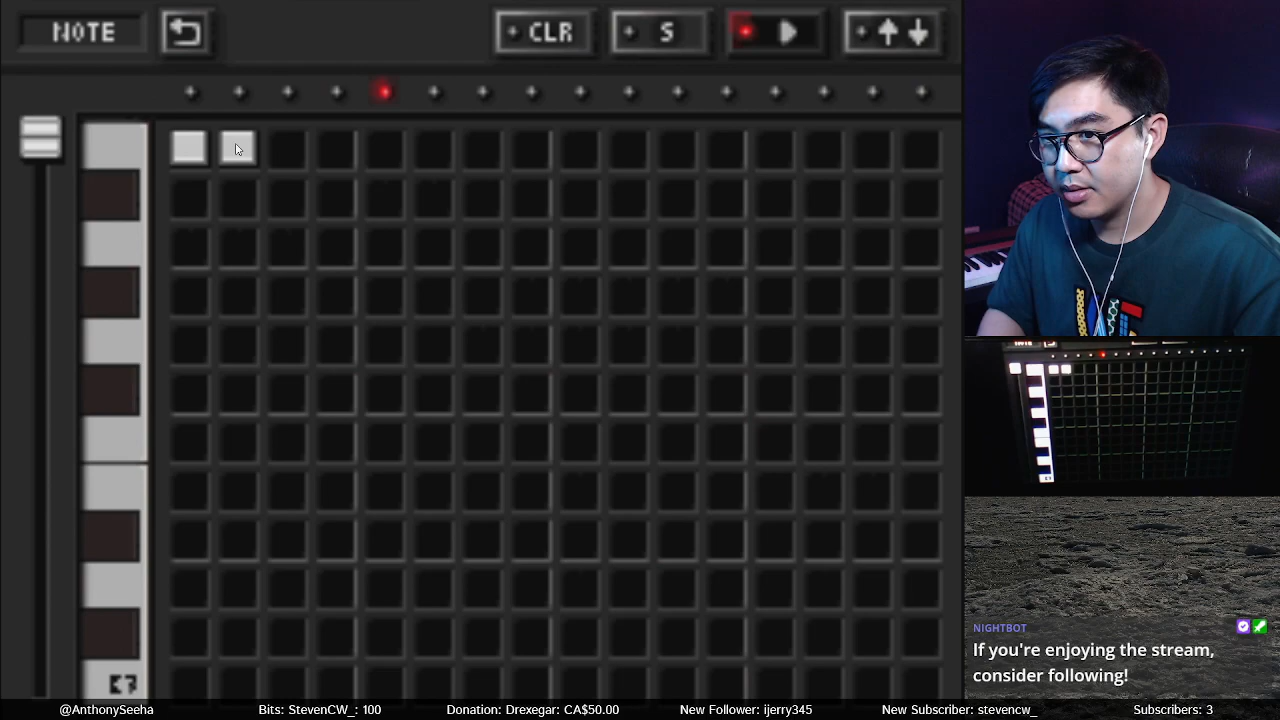 NOTE
CLR
S
NIGHTBOT
If you're enjoying the stream,
consider following!
@AnthonySeeha
Bits: StevenCW_: 100
Donation: Drexegar: CA$50.00
New Follower: ijerry345
New Subscriber: stevencw_
Subscribers: 3